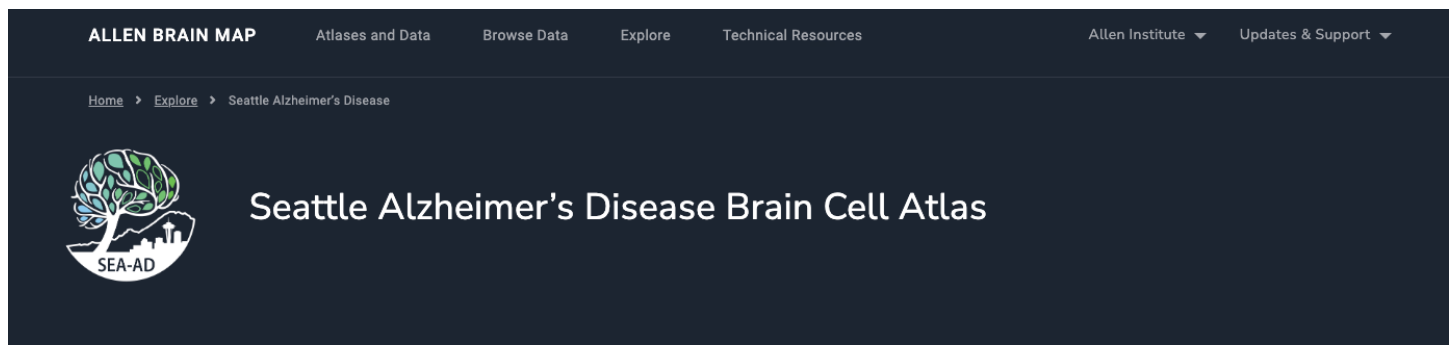 ALLEN BRAIN MAP Atlases and Data Browse Data Explore Technical Resources Allen Institute Updates & Support
Home > Explore > Seattle Alzheimer's Disease
Seattle Alzheimer’s Disease Brain Cell Atlas
SEA-AD